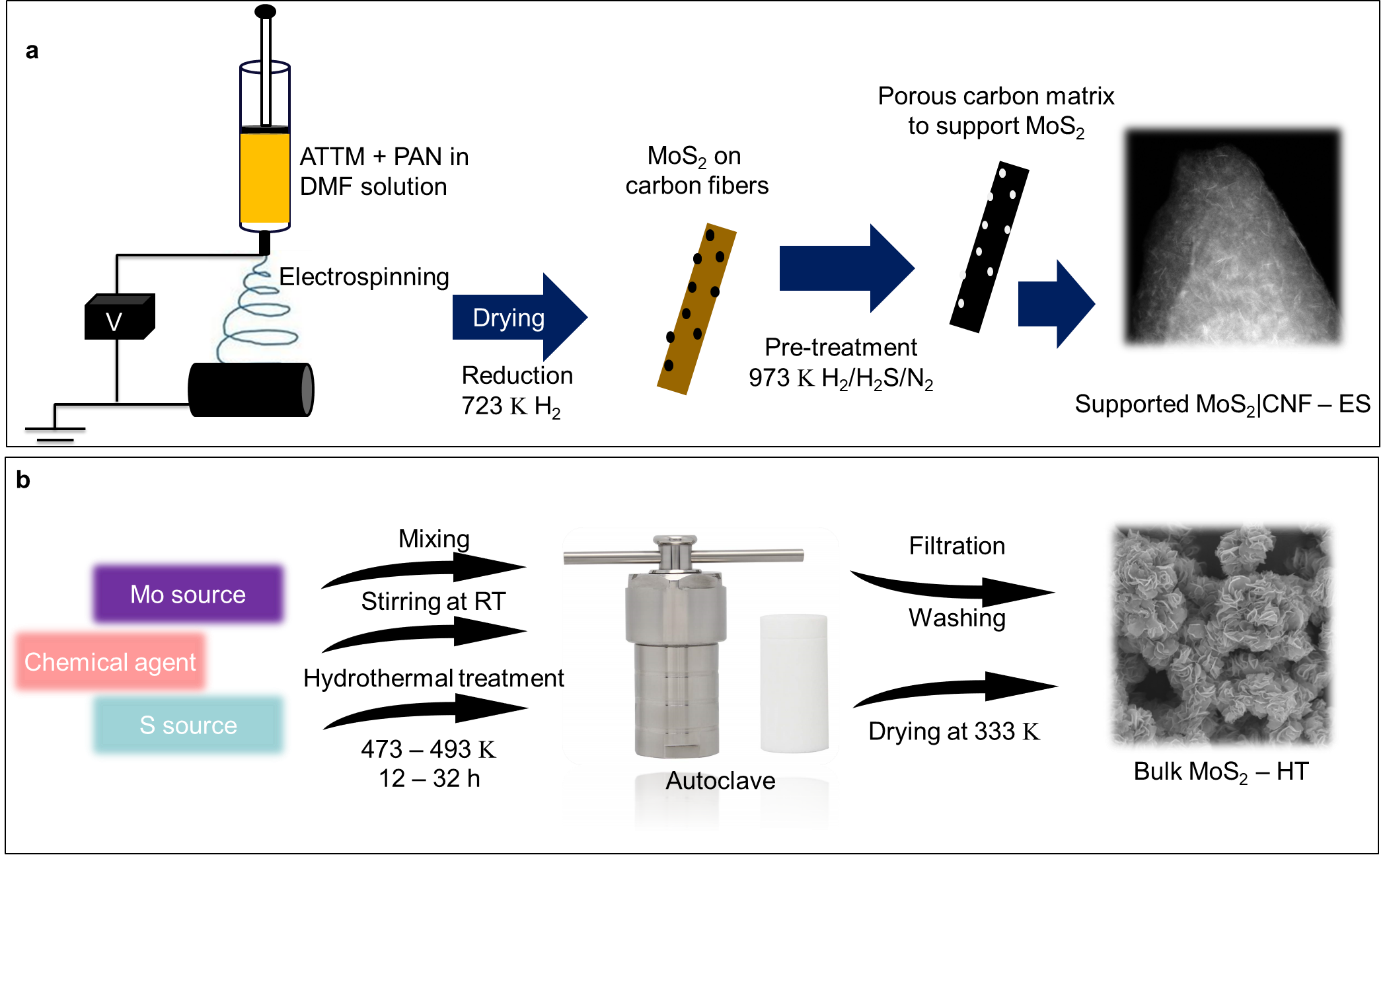 a
ATTM + PAN in
DMF solution
Electrospinning
V
Drying
Reduction
723 K H₂
MoS₂ on
carbon fibers
Pre-treatment
973 K H₂/H₂S/N₂
Porous carbon matrix
to support MoS₂
Supported MoS₂|CNF – ES
b
Mo source
Chemical agent
S source
Mixing
Stirring at RT
Hydrothermal treatment
473 – 493 K
12 – 32 h
Autoclave
Filtration
Washing
Drying at 333 K
Bulk MoS₂ – HT